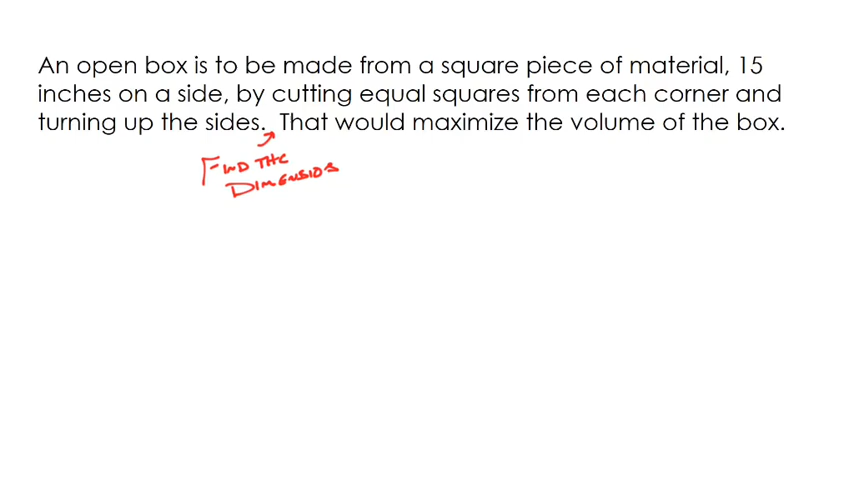 An open box is to be made from a square piece of material, 15
inches on a side, by cutting equal squares from each corner and
turning up the sides. That would maximize the volume of the box.
FIND THE
DIMENSIOS